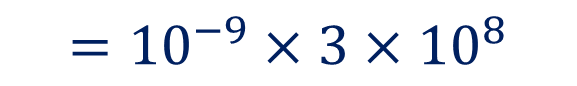 = 10⁻⁹ × 3 × 10⁸